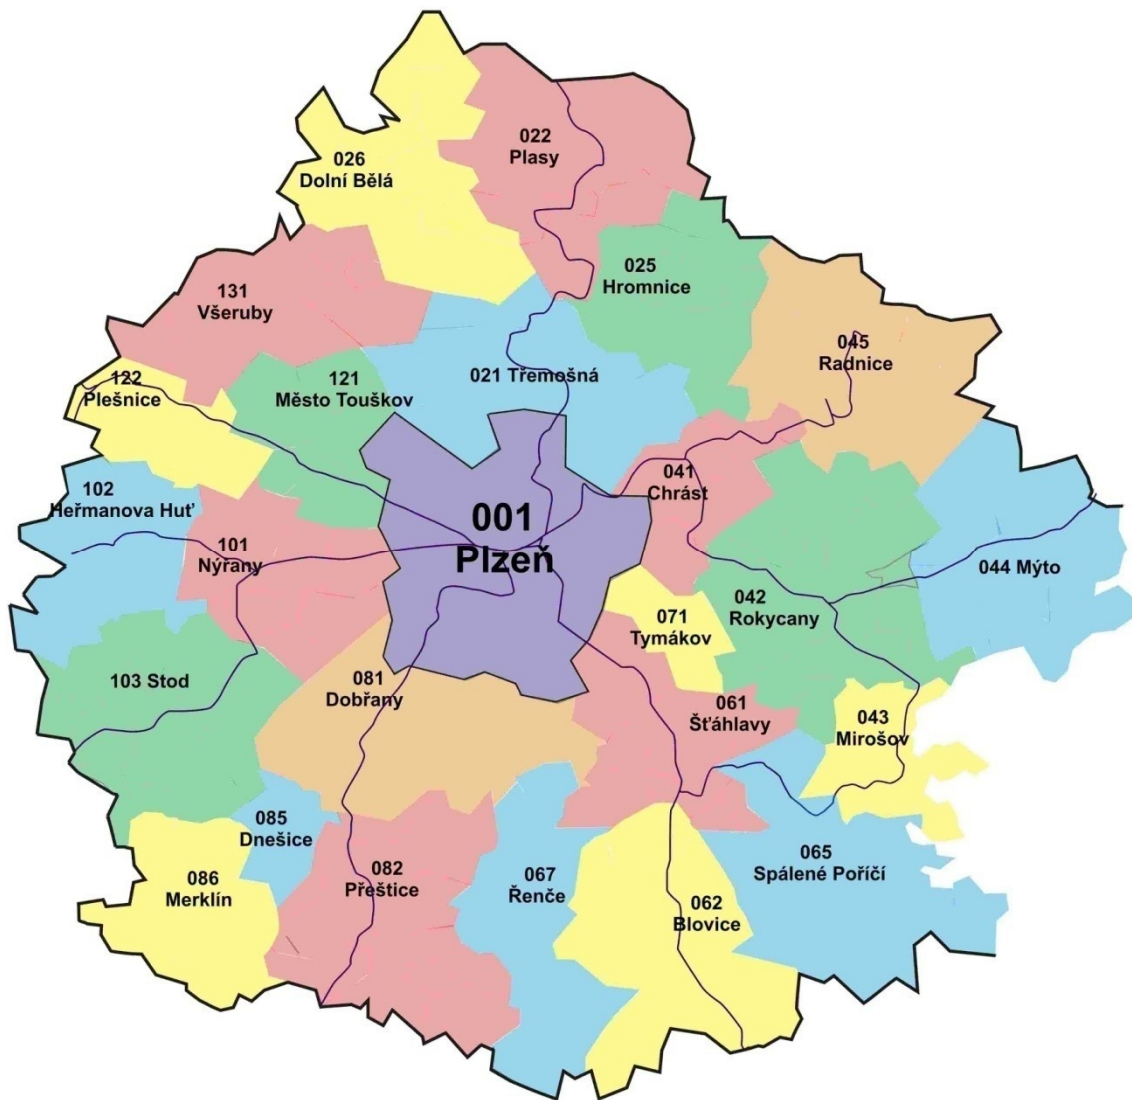 022
Plasy
026
Dolní Bělá
025
Hromnice
131
Všeruby
045
Radnice
021 Třemošná
122
Plešnice
121
Město Touškov
041
Chrást
102
Heřmanova Huť
001
Plzeň
101
Nýřany
044 Mýto
042
Rokycany
071
Tymákov
103 Stod
081
Dobřany
061
Šťáhlavy
043
Mirošov
085
Dnešice
086
Merklín
082
Přeštice
067
Řenče
065
Spálené Poříčí
062
Blovice